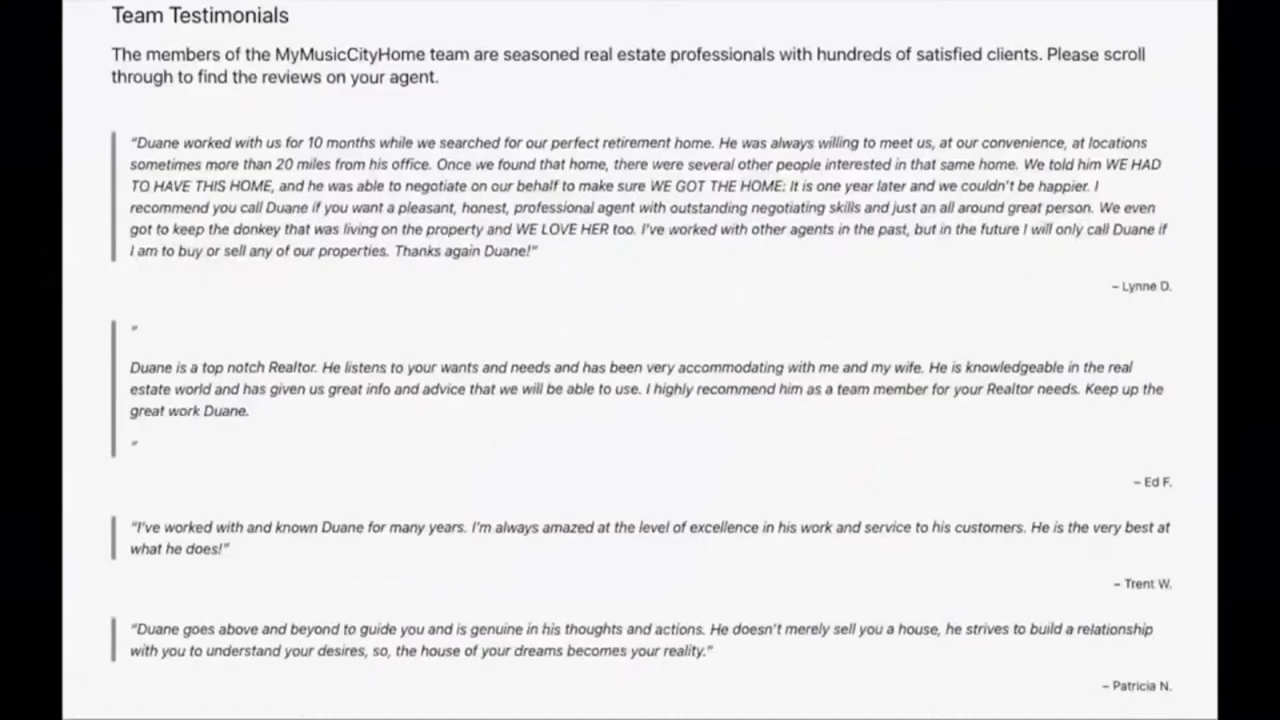 Team Testimonials
The members of the MyMusicCityHome team are seasoned real estate professionals with hundreds of satisfied clients. Please scroll
through to find the reviews on your agent.
"Duane worked with us for 10 months while we searched for our perfect retirement home. He was always willing to meet us, at our convenience, at locations
sometimes more than 20 miles from his office. Once we found that home, there were several other people interested in that same home. We told him WE HAD
TO HAVE THIS HOME, and he was able to negotiate on our behalf to make sure WE GOT THE HOME: It is one year later and we couldn't be happier. I
recommend you call Duane if you want a pleasant, honest, professional agent with outstanding negotiating skills and just an all around great person. We even
got to keep the donkey that was living on the property and WE LOVE HER too. I've worked with other agents in the past, but in the future I will only call Duane if
I am to buy or sell any of our properties. Thanks again Duane!"
– Lynne D.
"
Duane is a top notch Realtor. He listens to your wants and needs and has been very accommodating with me and my wife. He is knowledgeable in the real
estate world and has given us great info and advice that we will be able to use. I highly recommend him as a team member for your Realtor needs. Keep up the
great work Duane.
"
– Ed F.
"I've worked with and known Duane for many years. I'm always amazed at the level of excellence in his work and service to his customers. He is the very best at
what he does!"
– Trent W.
"Duane goes above and beyond to guide you and is genuine in his thoughts and actions. He doesn't merely sell you a house, he strives to build a relationship
with you to understand your desires, so, the house of your dreams becomes your reality."
– Patricia N.